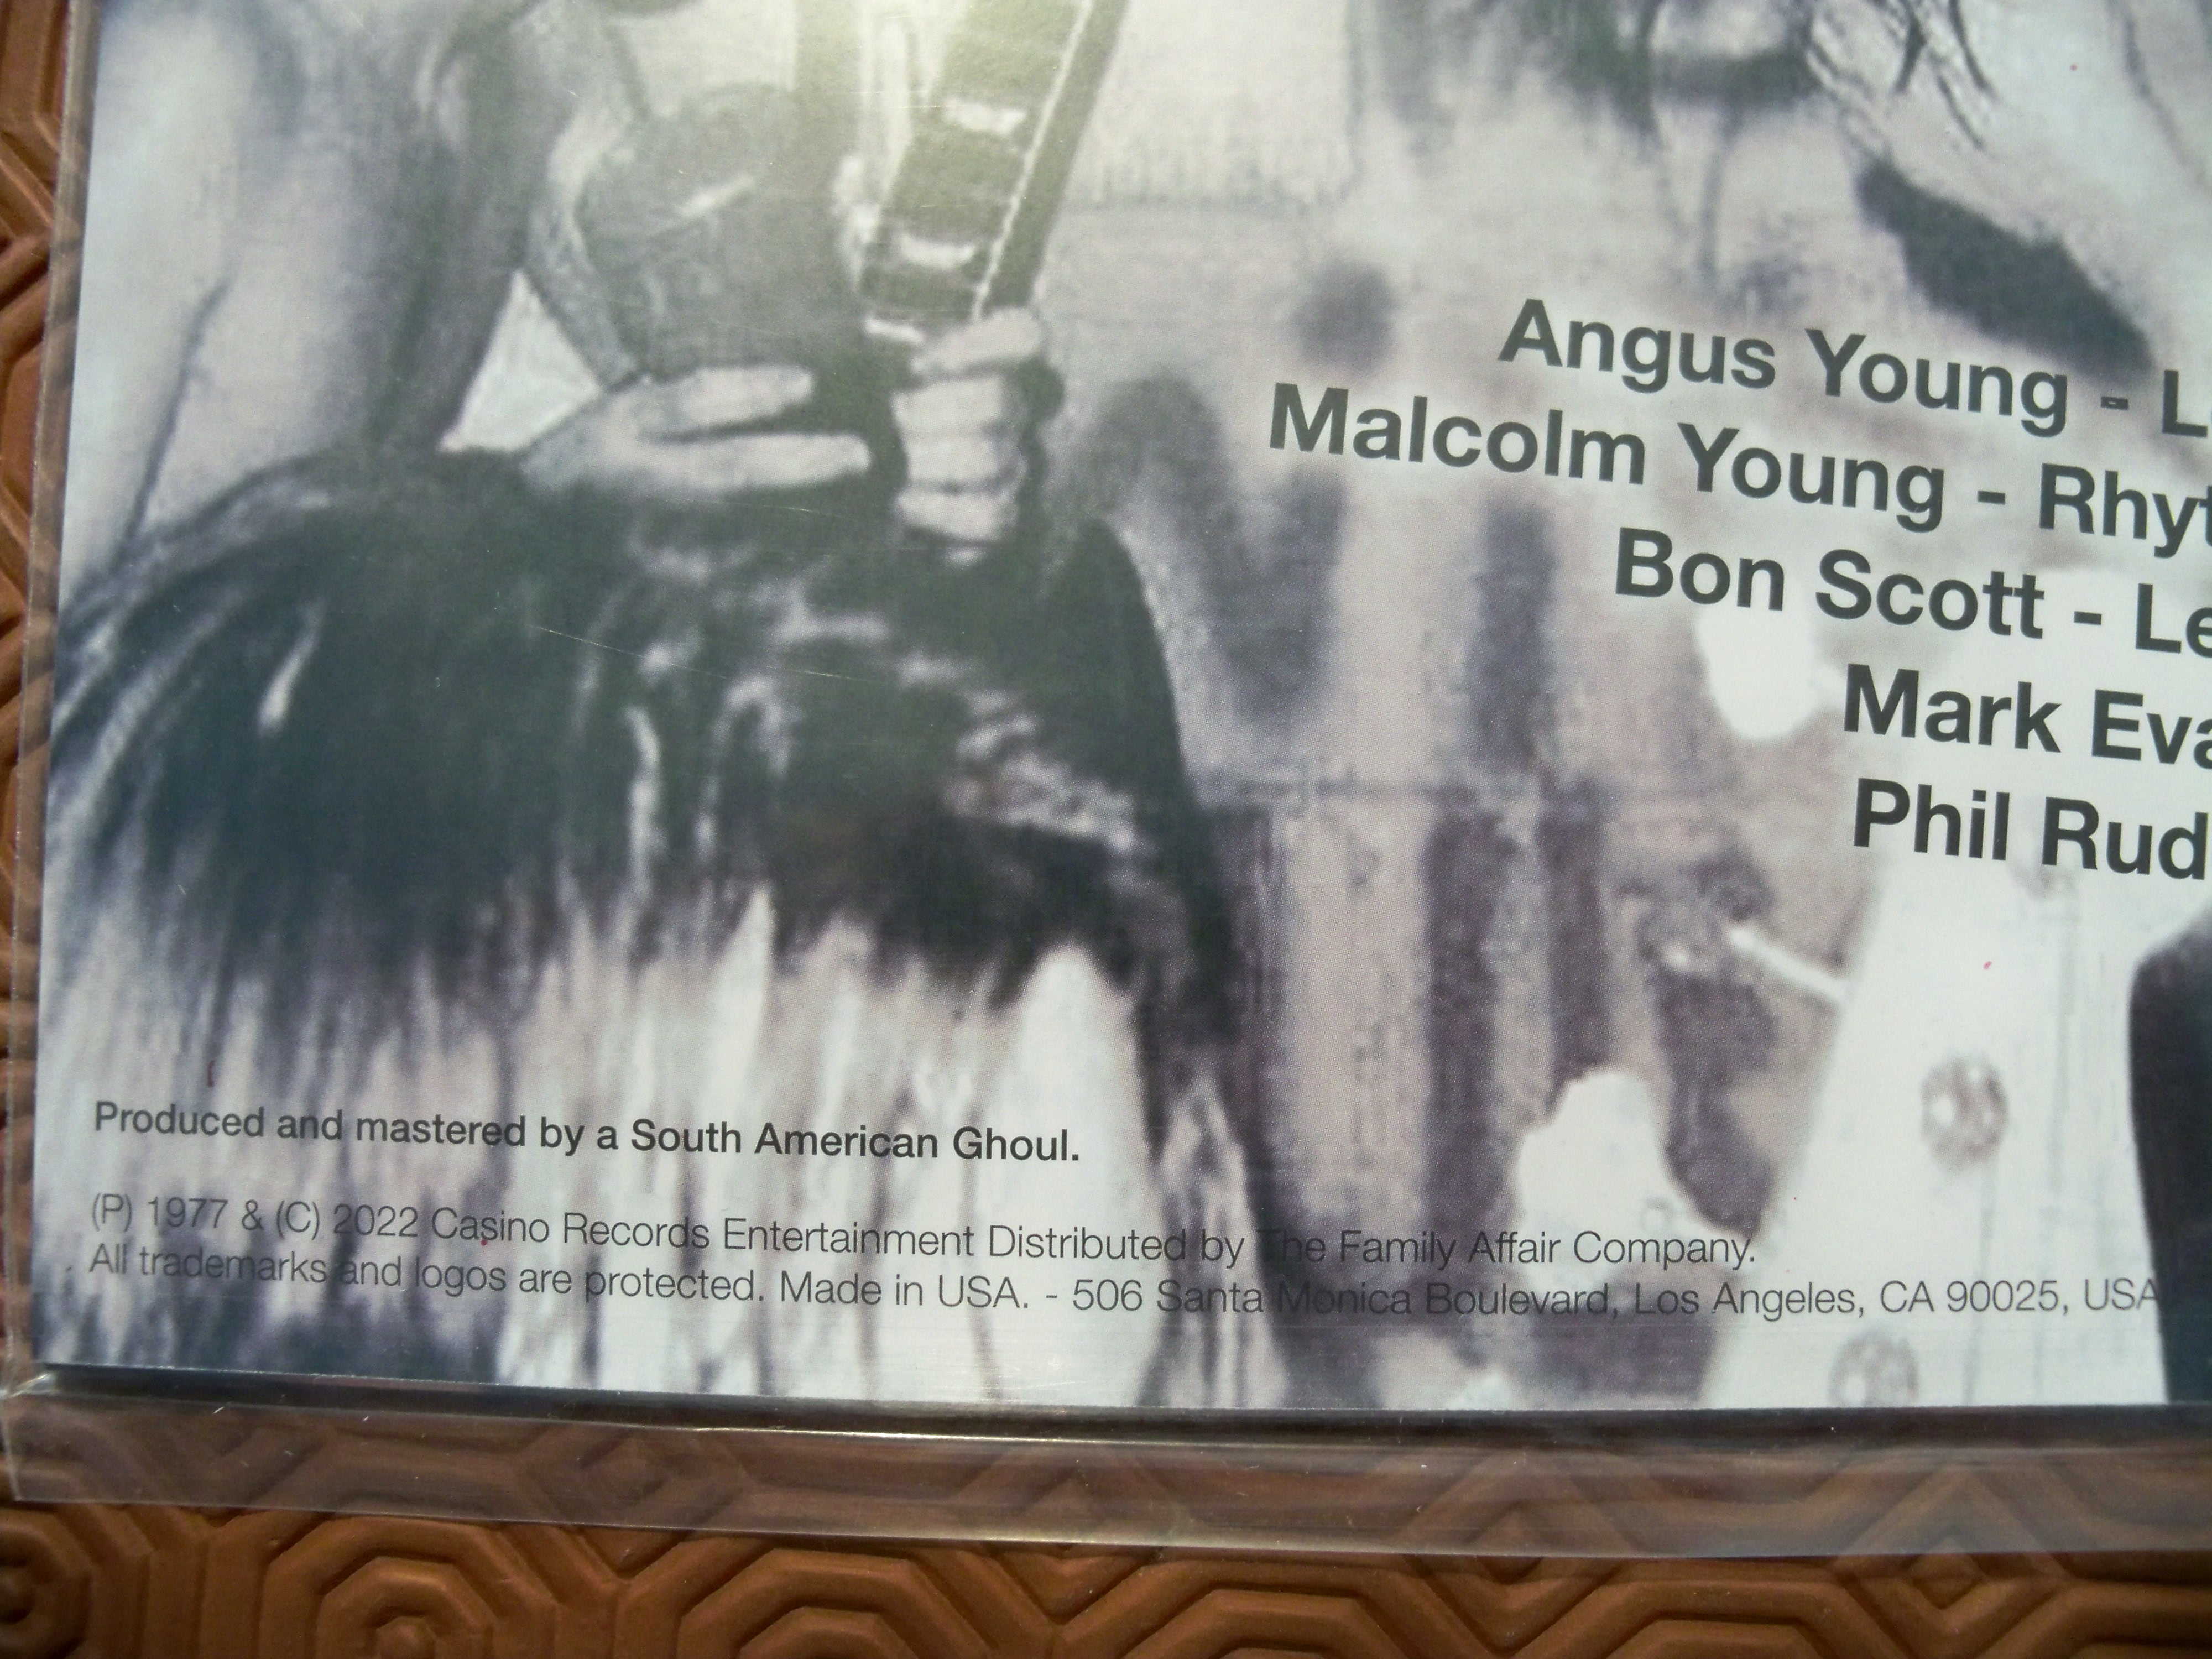 Angus Young - L
Malcolm Young - Rhyt
Bon Scott - Le
Mark Eva
Phil Rud
Produced and mastered by a South American Ghoul.
(P) 1977 & (C) 2022 Casino Records Entertainment Distributed by The Family Affair Company.
All trademarks and logos are protected. Made in USA. - 506 Santa Monica Boulevard, Los Angeles, CA 90025, USA